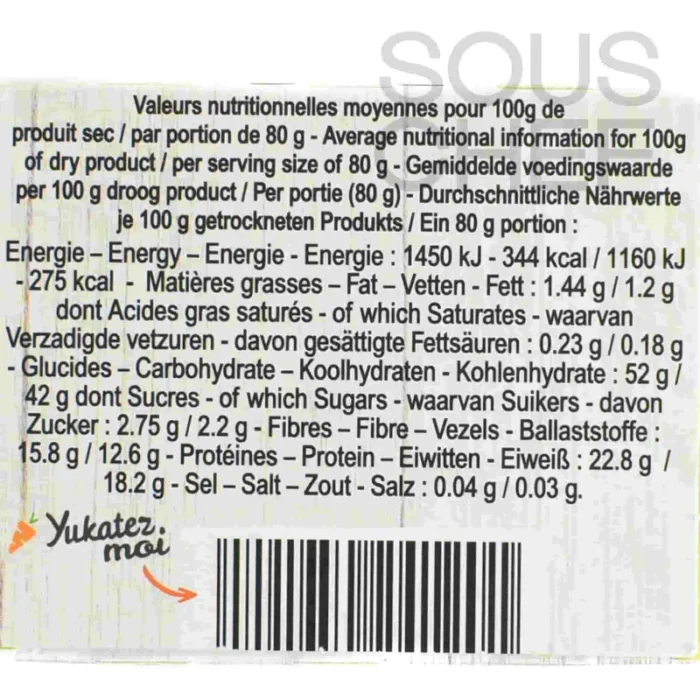 SOUS
CHEF
Valeurs nutritionnelles moyennes pour 100g de
produit sec / par portion de 80 g - Average nutritional information for 100g
of dry product / per serving size of 80 g - Gemiddelde voedingswaarde
per 100 g droog product / Per portie (80 g) - Durchschnittliche Nährwerte
je 100 g getrockneten Produkts / Ein 80 g portion :
Energie – Energy – Energie - Energie : 1450 kJ - 344 kcal / 1160 kJ
- 275 kcal - Matières grasses – Fat – Vetten - Fett : 1.44 g / 1.2 g
dont Acides gras saturés - of which Saturates - waarvan
Verzadigde vetzuren - davon gesättigte Fettsäuren : 0.23 g / 0.18 g
- Glucides – Carbohydrate – Koolhydraten - Kohlenhydrate : 52 g /
42 g dont Sucres - of which Sugars - waarvan Suikers - davon
Zucker : 2.75 g / 2.2 g - Fibres – Fibre – Vezels - Ballaststoffe :
15.8 g / 12.6 g - Protéines – Protein – Eiwitten - Eiweiß : 22.8 g /
18.2 g - Sel – Salt – Zout - Salz : 0.04 g / 0.03 g.
Yukatez.
moi